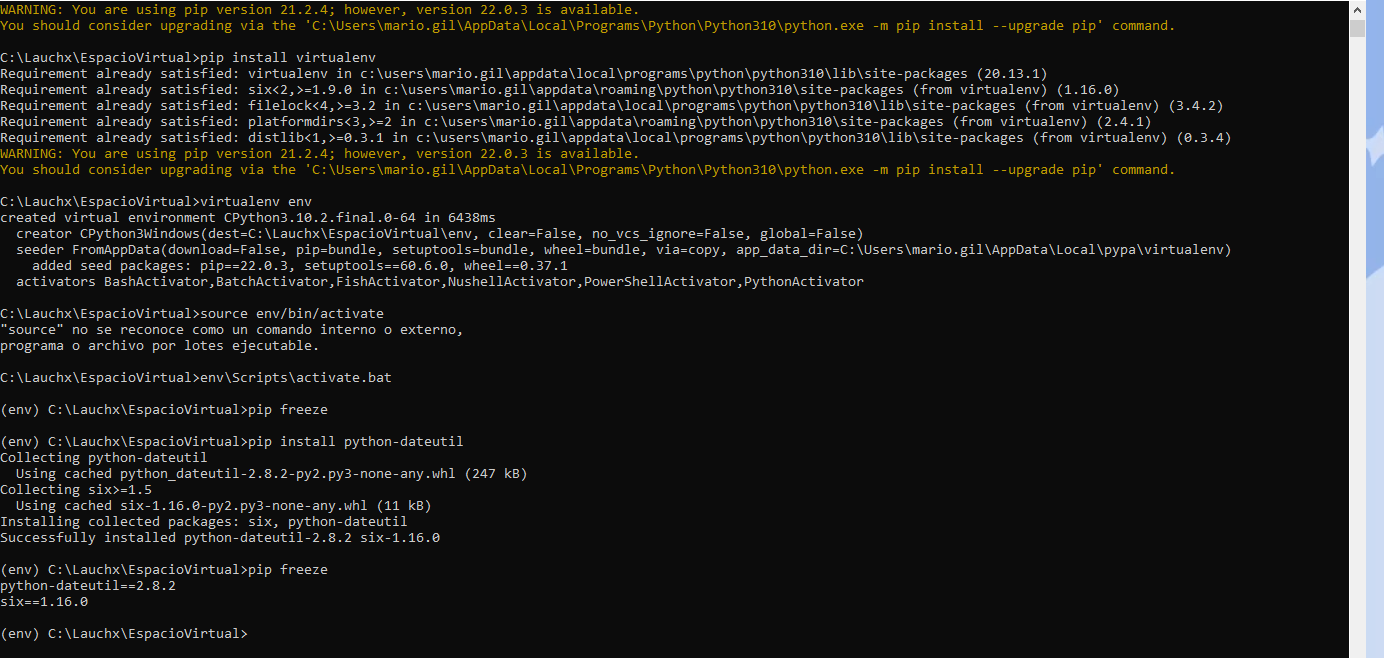 WARNING: You are using pip version 21.2.4; however, version 22.0.3 is available.
You should consider upgrading via the 'C:\Users\mario.gil\AppData\Local\Programs\Python\Python310\python.exe -m pip install --upgrade pip' command.
C:\Lauchx\EspacioVirtual>pip install virtualenv
Requirement already satisfied: virtualenv in c:\users\mario.gil\appdata\local\programs\python\python310\lib\site-packages (20.13.1)
Requirement already satisfied: six<2,>=1.9.0 in c:\users\mario.gil\appdata\roaming\python\python310\site-packages (from virtualenv) (1.16.0)
Requirement already satisfied: filelock<4,>=3.2 in c:\users\mario.gil\appdata\local\programs\python\python310\lib\site-packages (from virtualenv) (3.4.2)
Requirement already satisfied: platformdirs<3,>=2 in c:\users\mario.gil\appdata\roaming\python\python310\site-packages (from virtualenv) (2.4.1)
Requirement already satisfied: distlib<1,>=0.3.1 in c:\users\mario.gil\appdata\local\programs\python\python310\lib\site-packages (from virtualenv) (0.3.4)
WARNING: You are using pip version 21.2.4; however, version 22.0.3 is available.
You should consider upgrading via the 'C:\Users\mario.gil\AppData\Local\Programs\Python\Python310\python.exe -m pip install --upgrade pip' command.
C:\Lauchx\EspacioVirtual>virtualenv env
created virtual environment CPython3.10.2.final.0-64 in 6438ms
  creator CPython3Windows(dest=C:\Lauchx\EspacioVirtual\env, clear=False, no_vcs_ignore=False, global=False)
  seeder FromAppData(download=False, pip=bundle, setuptools=bundle, wheel=bundle, via=copy, app_data_dir=C:\Users\mario.gil\AppData\Local\pypa\virtualenv)
    added seed packages: pip==22.0.3, setuptools==60.6.0, wheel==0.37.1
  activators BashActivator,BatchActivator,FishActivator,NushellActivator,PowerShellActivator,PythonActivator
C:\Lauchx\EspacioVirtual>source env/bin/activate
"source" no se reconoce como un comando interno o externo,
programa o archivo por lotes ejecutable.
C:\Lauchx\EspacioVirtual>env\Scripts\activate.bat
(env) C:\Lauchx\EspacioVirtual>pip freeze
(env) C:\Lauchx\EspacioVirtual>pip install python-dateutil
Collecting python-dateutil
  Using cached python_dateutil-2.8.2-py2.py3-none-any.whl (247 kB)
Collecting six>=1.5
  Using cached six-1.16.0-py2.py3-none-any.whl (11 kB)
Installing collected packages: six, python-dateutil
Successfully installed python-dateutil-2.8.2 six-1.16.0
(env) C:\Lauchx\EspacioVirtual>pip freeze
python-dateutil==2.8.2
six==1.16.0
(env) C:\Lauchx\EspacioVirtual>